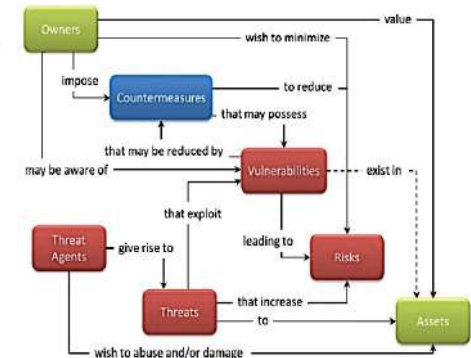 value
Owners
wish to minimize
impose
to reduce
Countermeasures
that may possess
that may be reduced by
may be aware of
Vulnerabilities
exist in
that exploit
Threat
Agents
give rise to
leading to
Risks
Threats
that increase
to
Assets
wish to abuse and/or damage